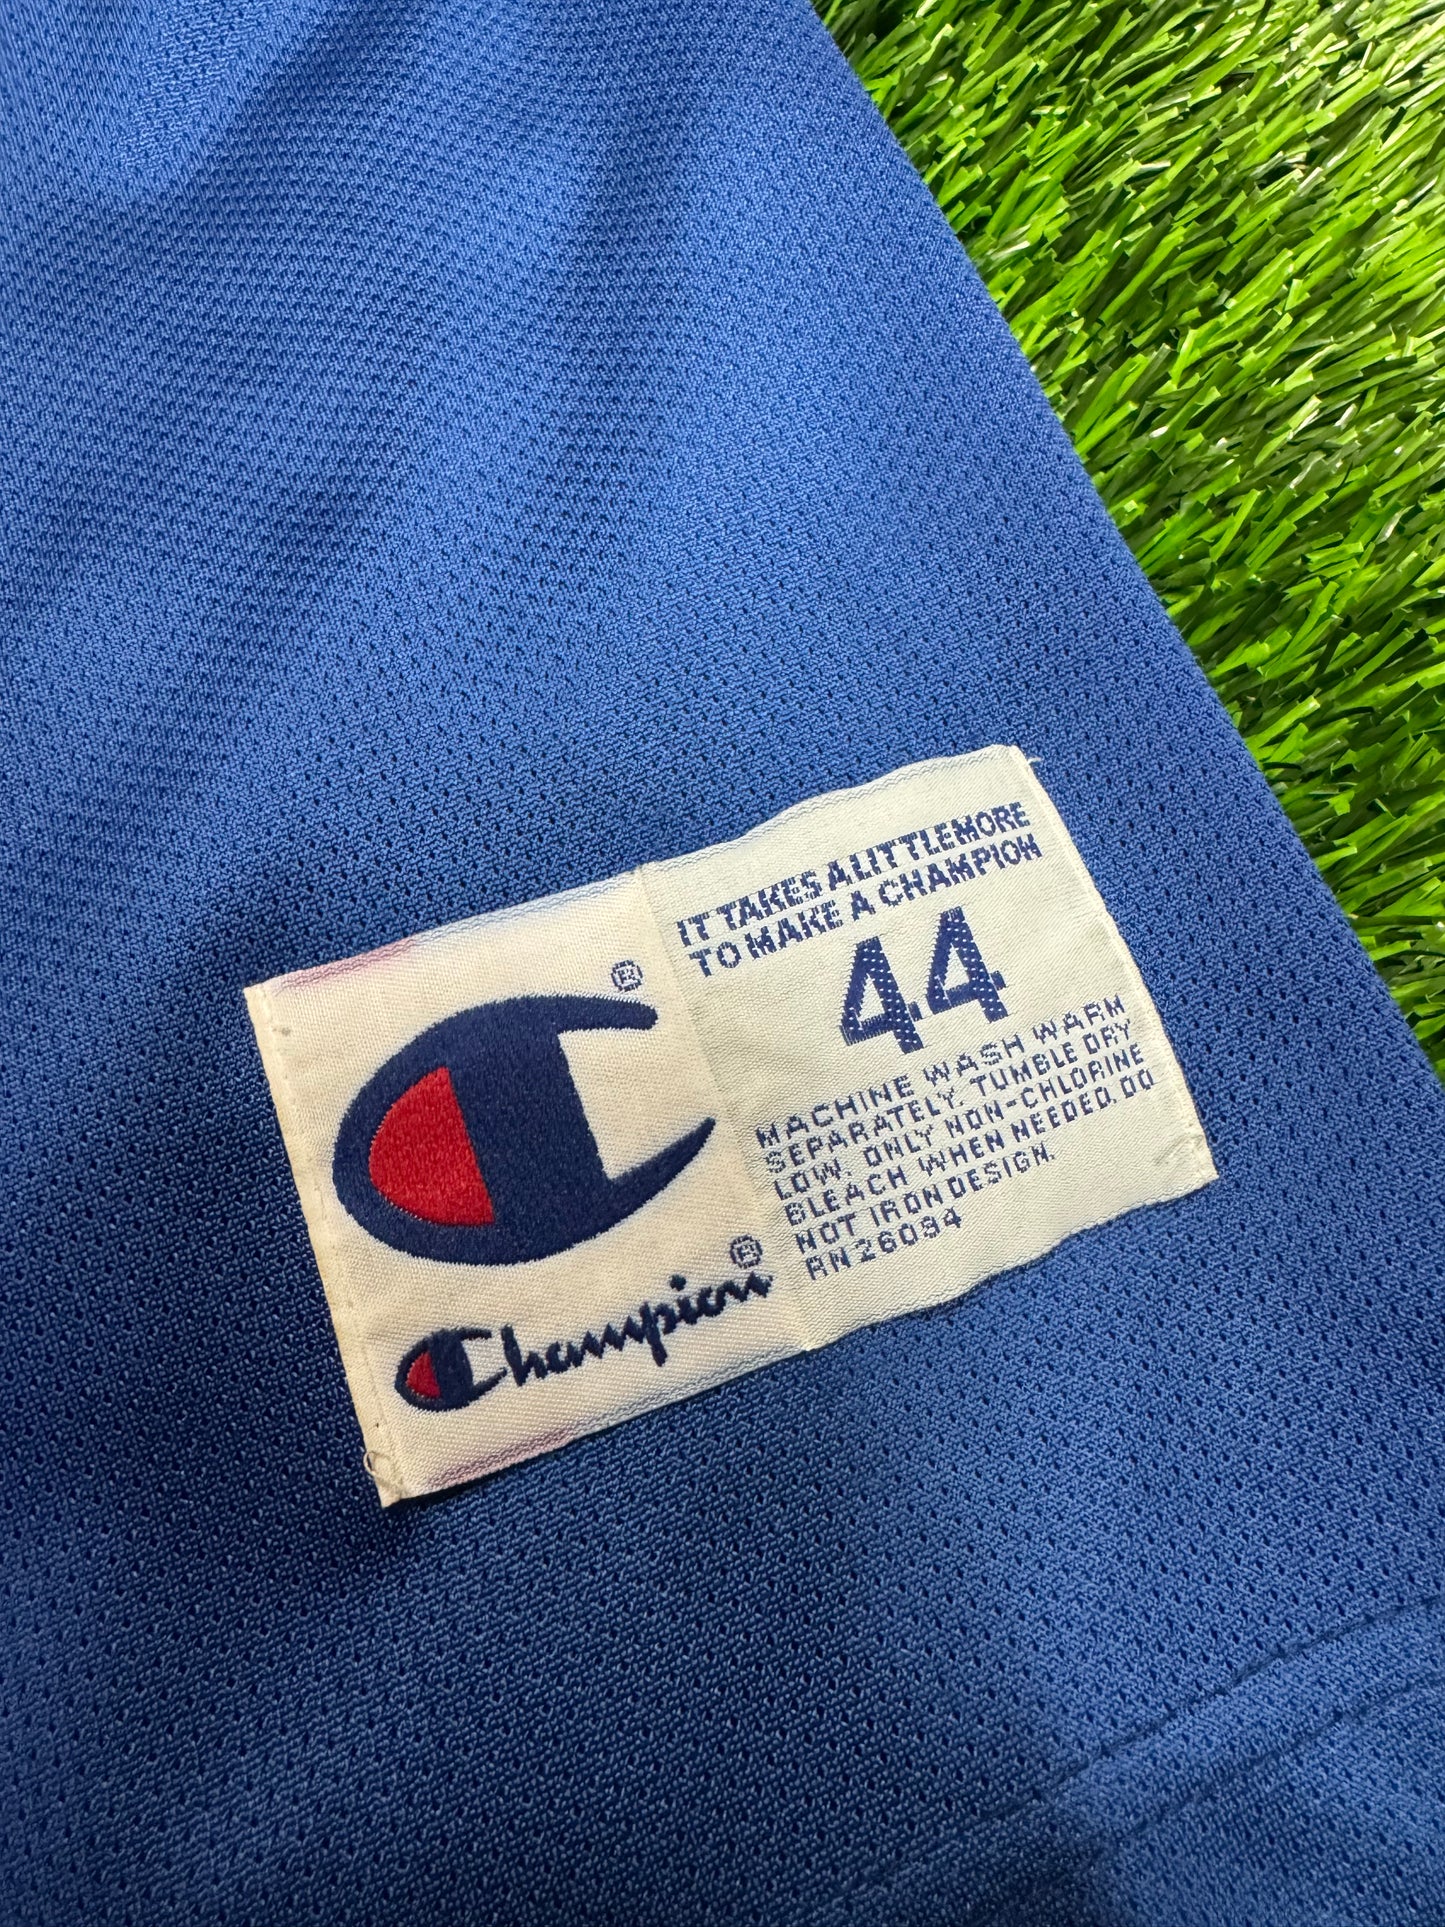 ®
Champion®
IT TAKES A LITTLE MORE
TO MAKE A CHAMPION
44
MACHINE WASH WARM
SEPARATELY. TUMBLE DRY
LOW. ONLY NON-CHLORINE
BLEACH WHEN NEEDED. DO
NOT IRON DESIGN.
RN 26094